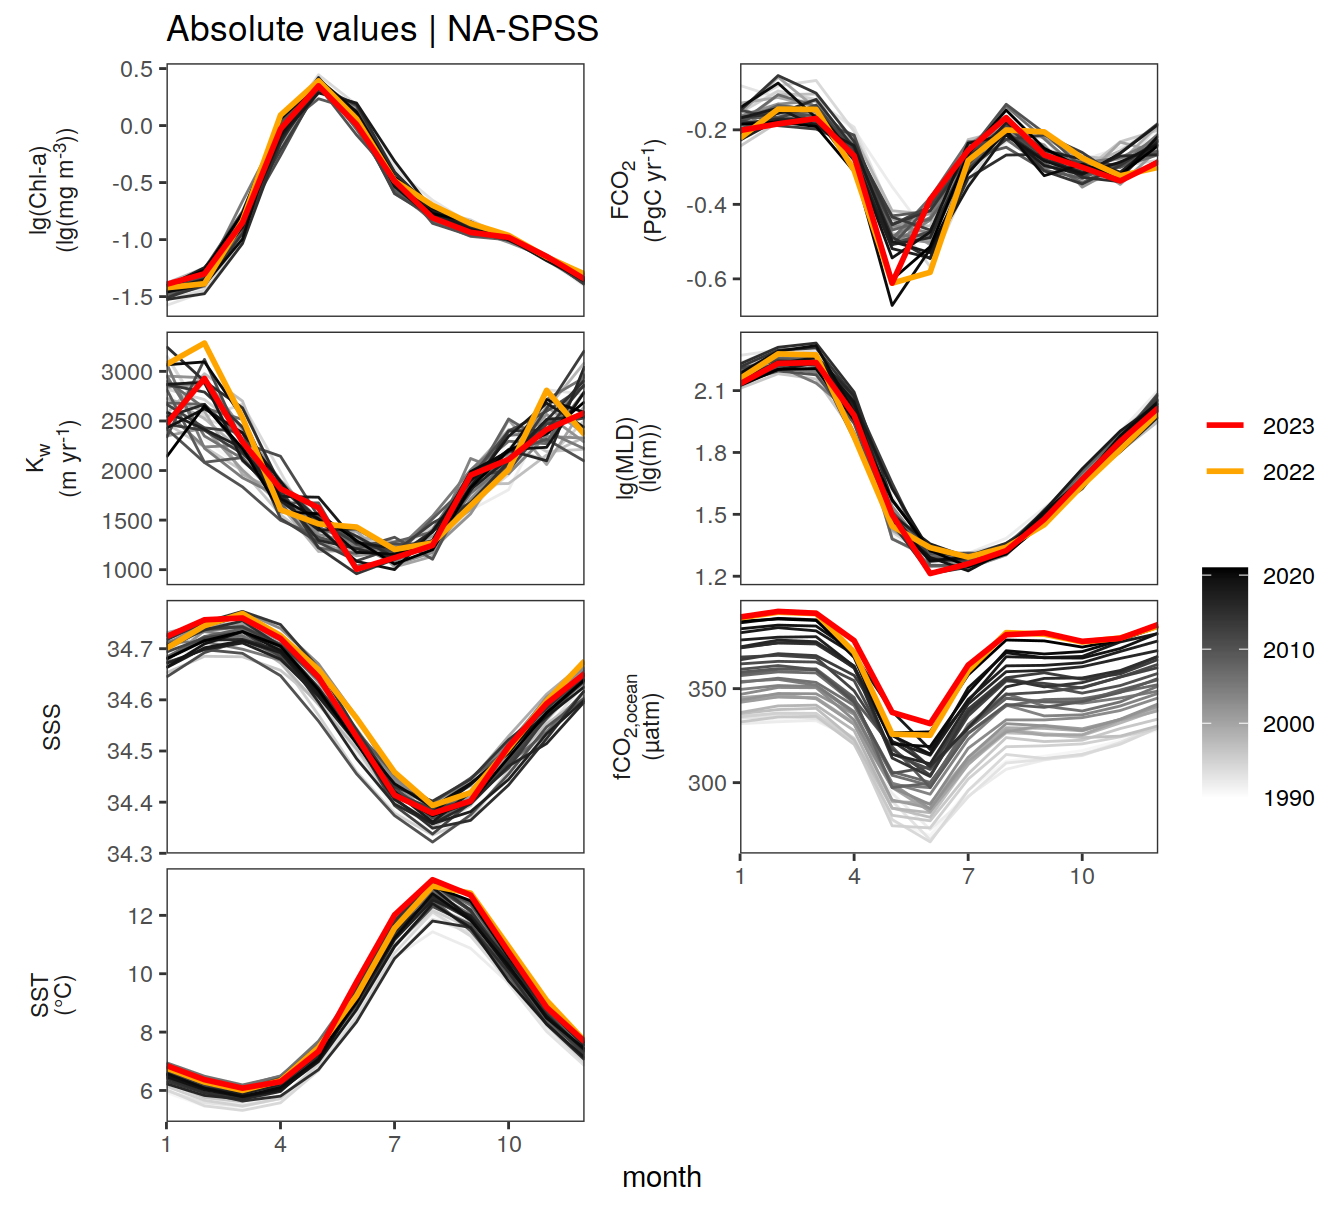 Absolute values | NA-SPSS
lg(Chl-a)
(lg(mg m⁻³))
0.5
0.0
-0.5
-1.0
-1.5
FCO₂
(PgC yr⁻¹)
-0.2
-0.4
-0.6
K_w
(m yr⁻¹)
3000
2500
2000
1500
1000
lg(MLD)
(lg(m))
2.1
1.8
1.5
1.2
SSS
34.7
34.6
34.5
34.4
34.3
fCO₂,ocean
(µatm)
350
300
1 4 7 10
SST
(°C)
12
10
8
6
1 4 7 10
month
2023
2022
2020
2010
2000
1990